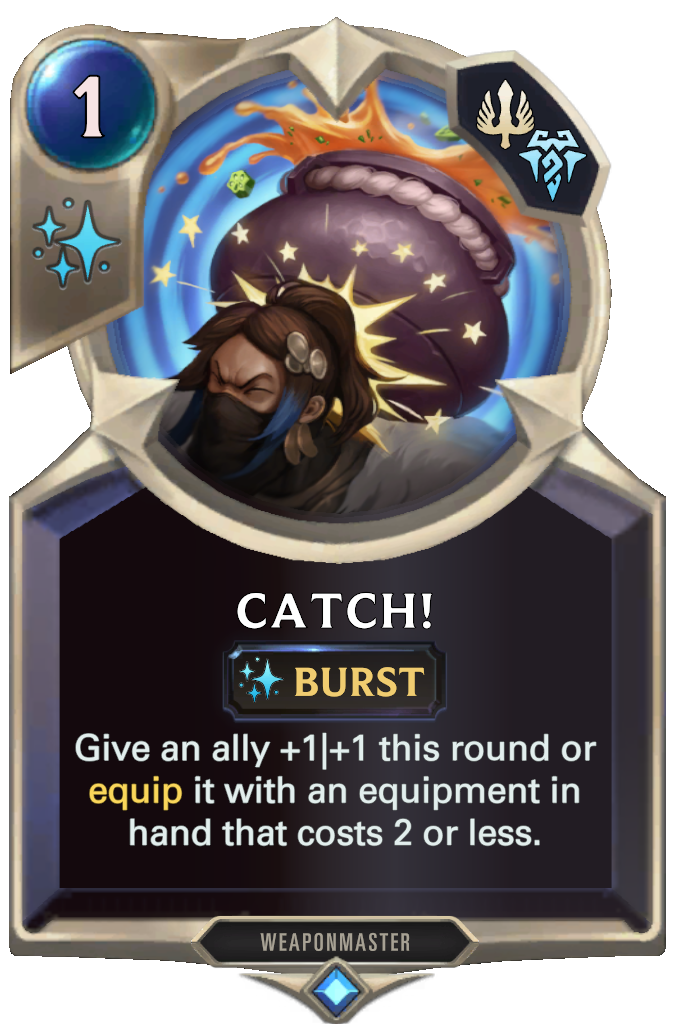 1
CATCH!
BURST
Give an ally +1|+1 this round or
equip it with an equipment in
hand that costs 2 or less.
WEAPONMASTER